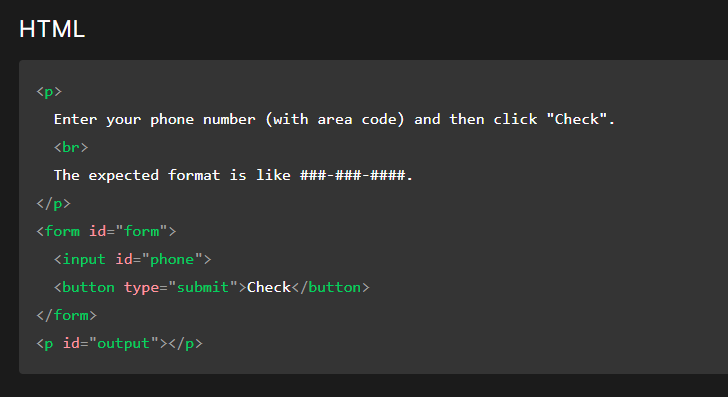 HTML
<p>
Enter your phone number (with area code) and then click "Check".
<br>
The expected format is like ###-###-####.
</p>
<form id="form">
<input id="phone">
<button type="submit">Check</button>
</form>
<p id="output"></p>